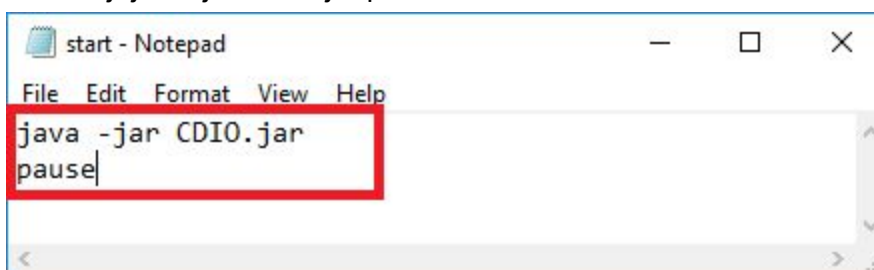 start - Notepad
File Edit Format View Help
java -jar CDIO.jar
pause